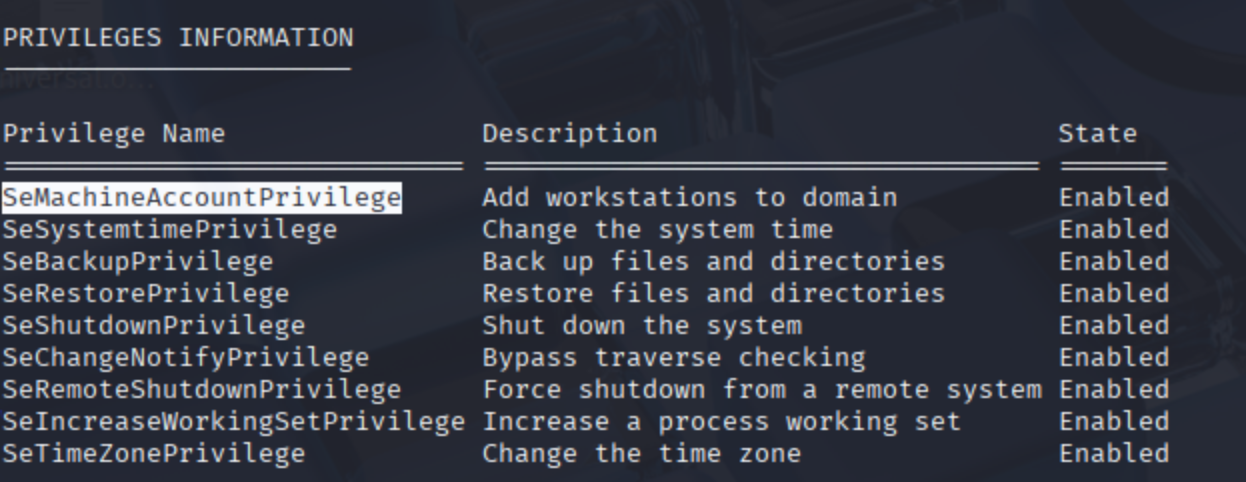 PRIVILEGES INFORMATION
Privilege Name Description State
SeMachineAccountPrivilege Add workstations to domain Enabled
SeSystemtimePrivilege Change the system time Enabled
SeBackupPrivilege Back up files and directories Enabled
SeRestorePrivilege Restore files and directories Enabled
SeShutdownPrivilege Shut down the system Enabled
SeChangeNotifyPrivilege Bypass traverse checking Enabled
SeRemoteShutdownPrivilege Force shutdown from a remote system Enabled
SeIncreaseWorkingSetPrivilege Increase a process working set Enabled
SeTimeZonePrivilege Change the time zone Enabled